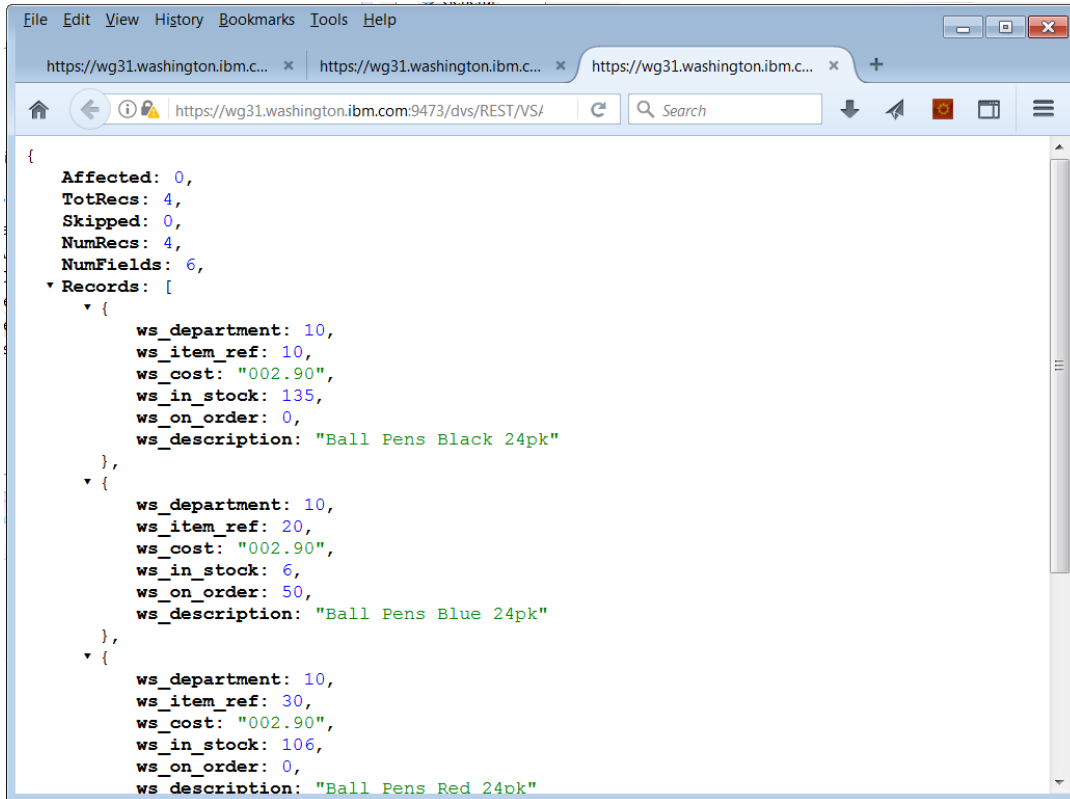 File Edit View History Bookmarks Tools Help
https://wg31.washington.ibm.c... × https://wg31.washington.ibm.c... × https://wg31.washington.ibm.c... × +
https://wg31.washington.ibm.com:9473/dvs/REST/VSA Search
{
Affected: 0,
TotRecs: 4,
Skipped: 0,
NumRecs: 4,
NumFields: 6,
Records: [
{
ws_department: 10,
ws_item_ref: 10,
ws_cost: "002.90",
ws_in_stock: 135,
ws_on_order: 0,
ws_description: "Ball Pens Black 24pk"
},
{
ws_department: 10,
ws_item_ref: 20,
ws_cost: "002.90",
ws_in_stock: 6,
ws_on_order: 50,
ws_description: "Ball Pens Blue 24pk"
},
{
ws_department: 10,
ws_item_ref: 30,
ws_cost: "002.90",
ws_in_stock: 106,
ws_on_order: 0,
ws_description: "Ball Pens Red 24pk"